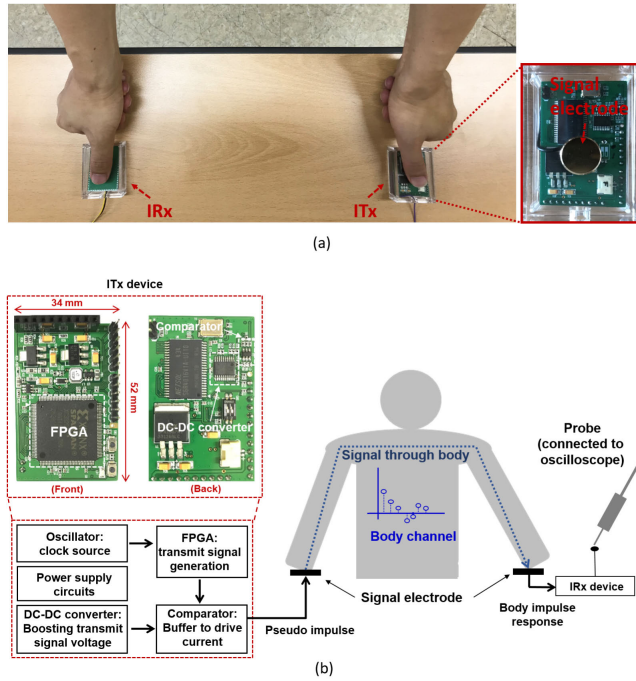 Signal
electrode
IRx
ITx
(a)
ITx device
34 mm
52 mm
Comparator
FPGA
DC-DC converter
(Front)
(Back)
Oscillator:
clock source
FPGA:
transmit signal
generation
Power supply
circuits
DC-DC converter:
Boosting transmit
signal voltage
Comparator:
Buffer to drive
current
Pseudo impulse
Signal through body
Body channel
Signal electrode
Probe
(connected to
oscilloscope)
IRx device
Body impulse
response
(b)